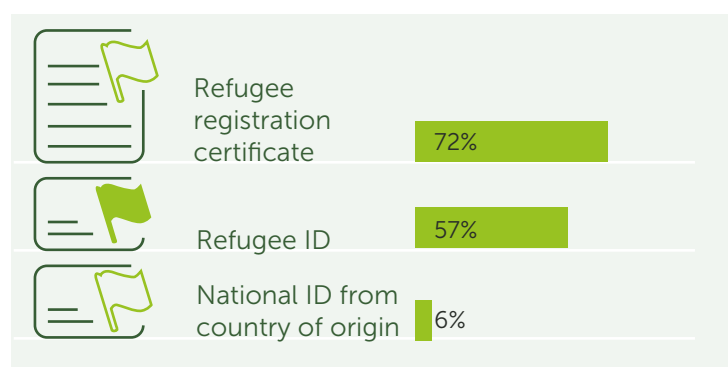 Refugee
registration
certificate
72%
Refugee ID
57%
National ID from
country of origin
6%